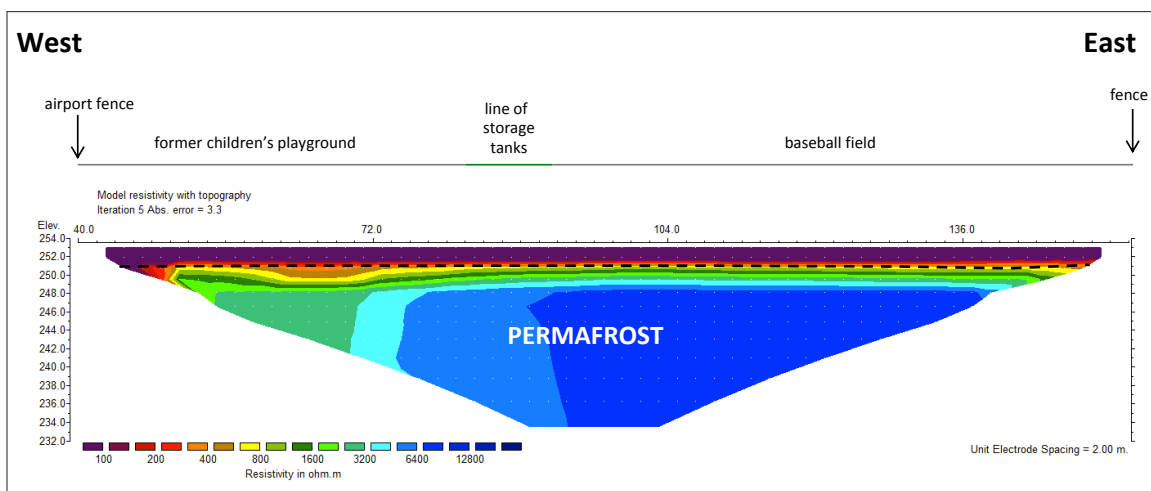 West
East
airport fence
line of
storage
tanks
fence
former children's playground
baseball field
Model resistivity with topography
Iteration 5 Abs. error = 3.3
Elev.
40.0 72.0 104.0 136.0
254.0
252.0
250.0
248.0
246.0
244.0
242.0
240.0
238.0
236.0
234.0
232.0
PERMAFROST
100 200 400 800 1600 3200 6400 12800
Resistivity in ohm.m
Unit Electrode Spacing = 2.00 m.